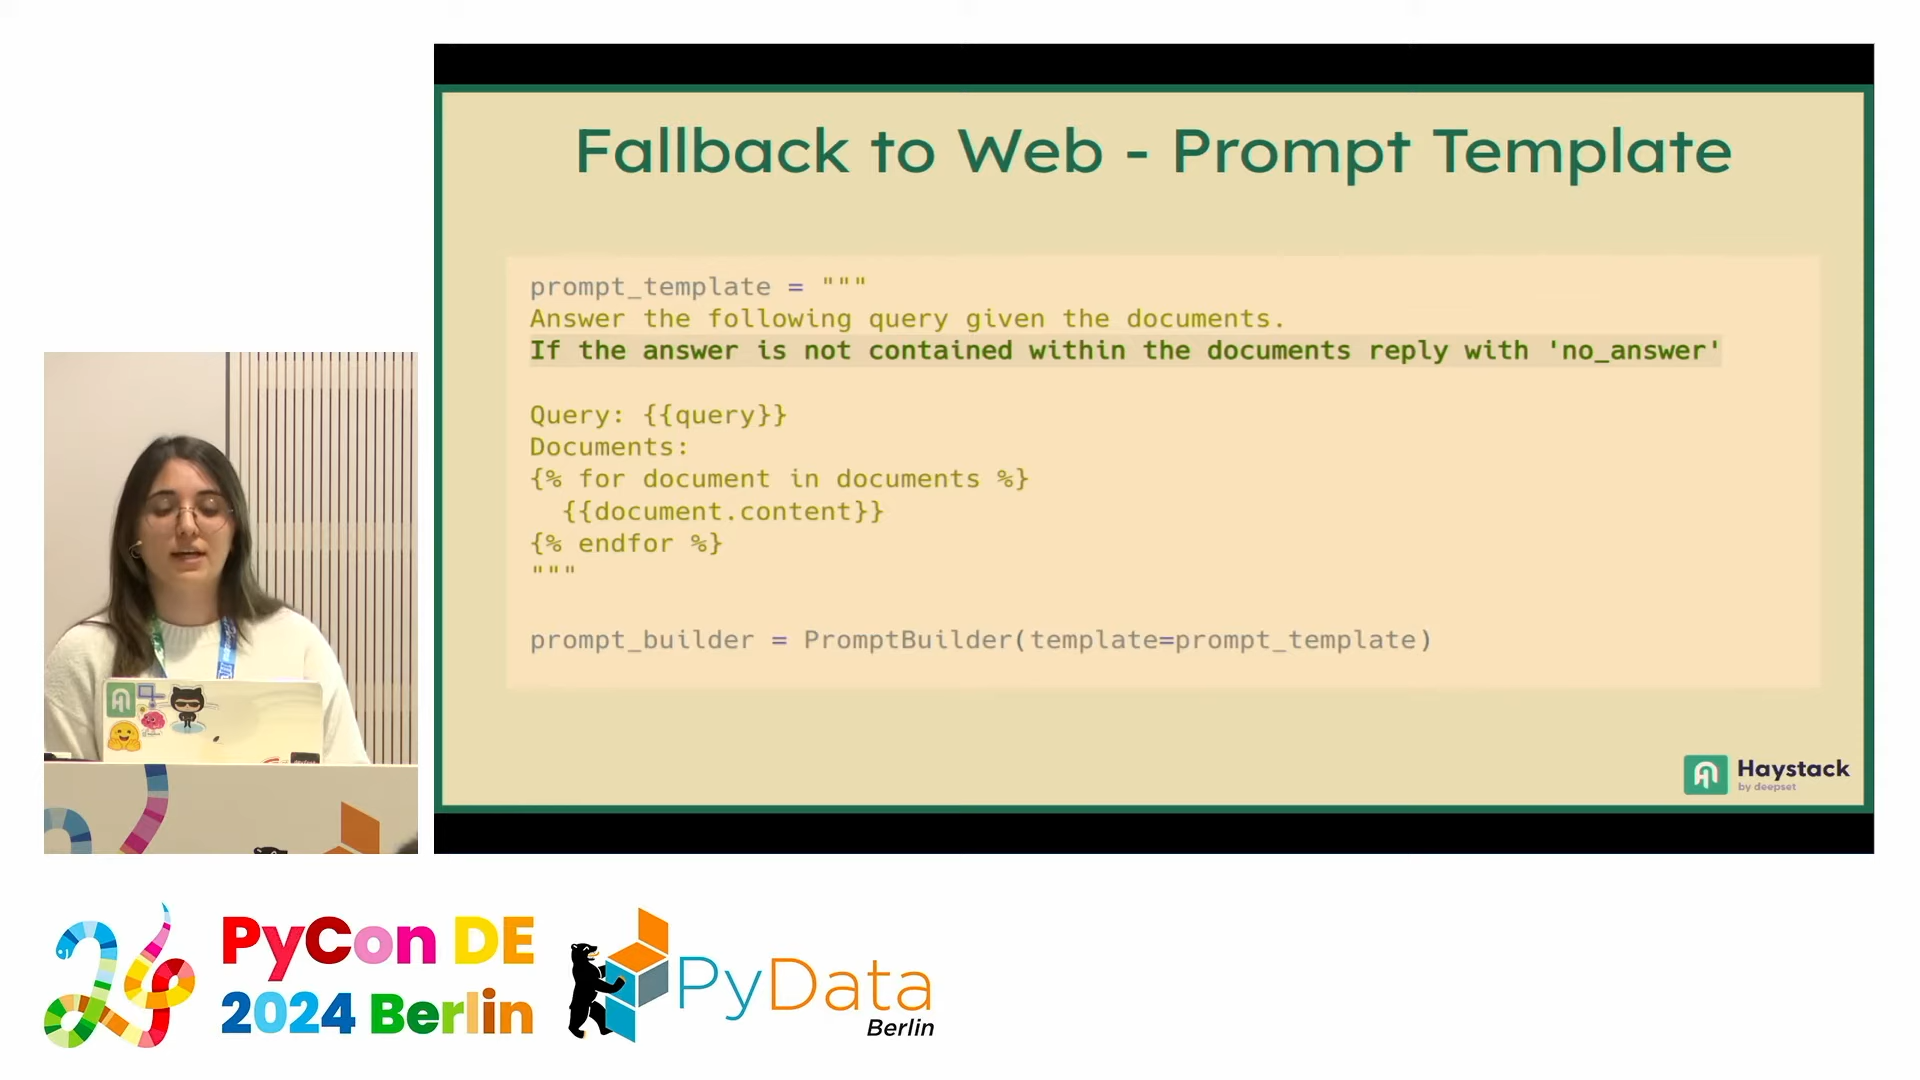 Fallback to Web - Prompt Template
prompt_template = """
Answer the following query given the documents.
If the answer is not contained within the documents reply with 'no_answer'
Query: {{query}}
Documents:
{% for document in documents %}
{{document.content}}
{% endfor %}
"""
prompt_builder = PromptBuilder(template=prompt_template)
Haystack
by deepset
PyCon DE
2024 Berlin
PyData
Berlin